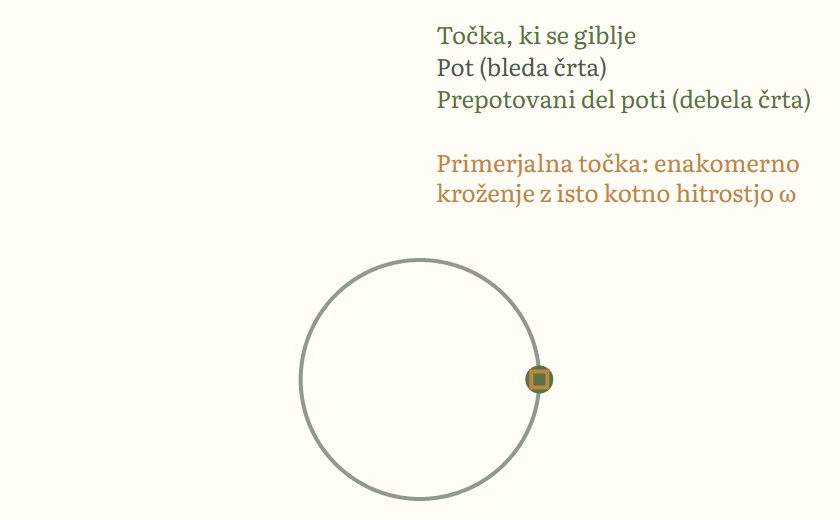 Točka, ki se giblje
Pot (bleda črta)
Prepotovani del poti (debela črta)
Primerjalna točka: enakomerno
kroženje z isto kotno hitrostjo ω